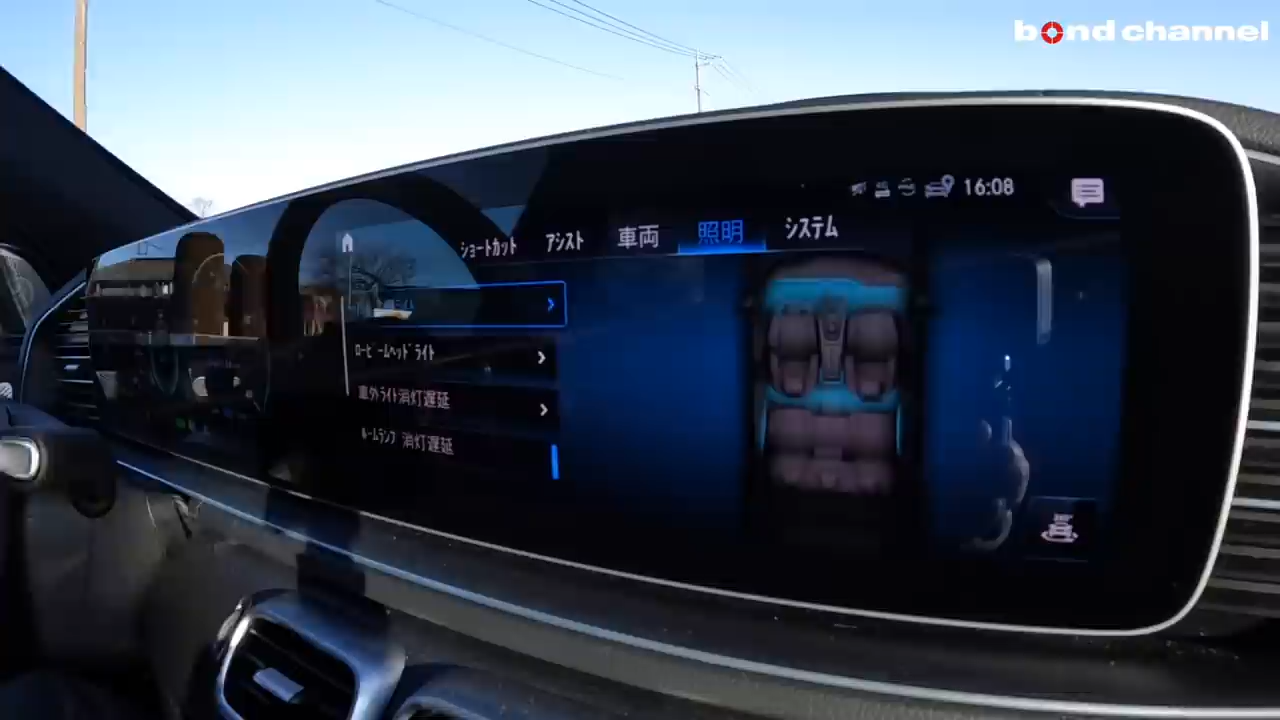 bond channel
16:08
ショートカット アシスト 車両 照明 システム
ロービームヘッドライト
車外ライト消灯遅延
ルームランプ 消灯遅延